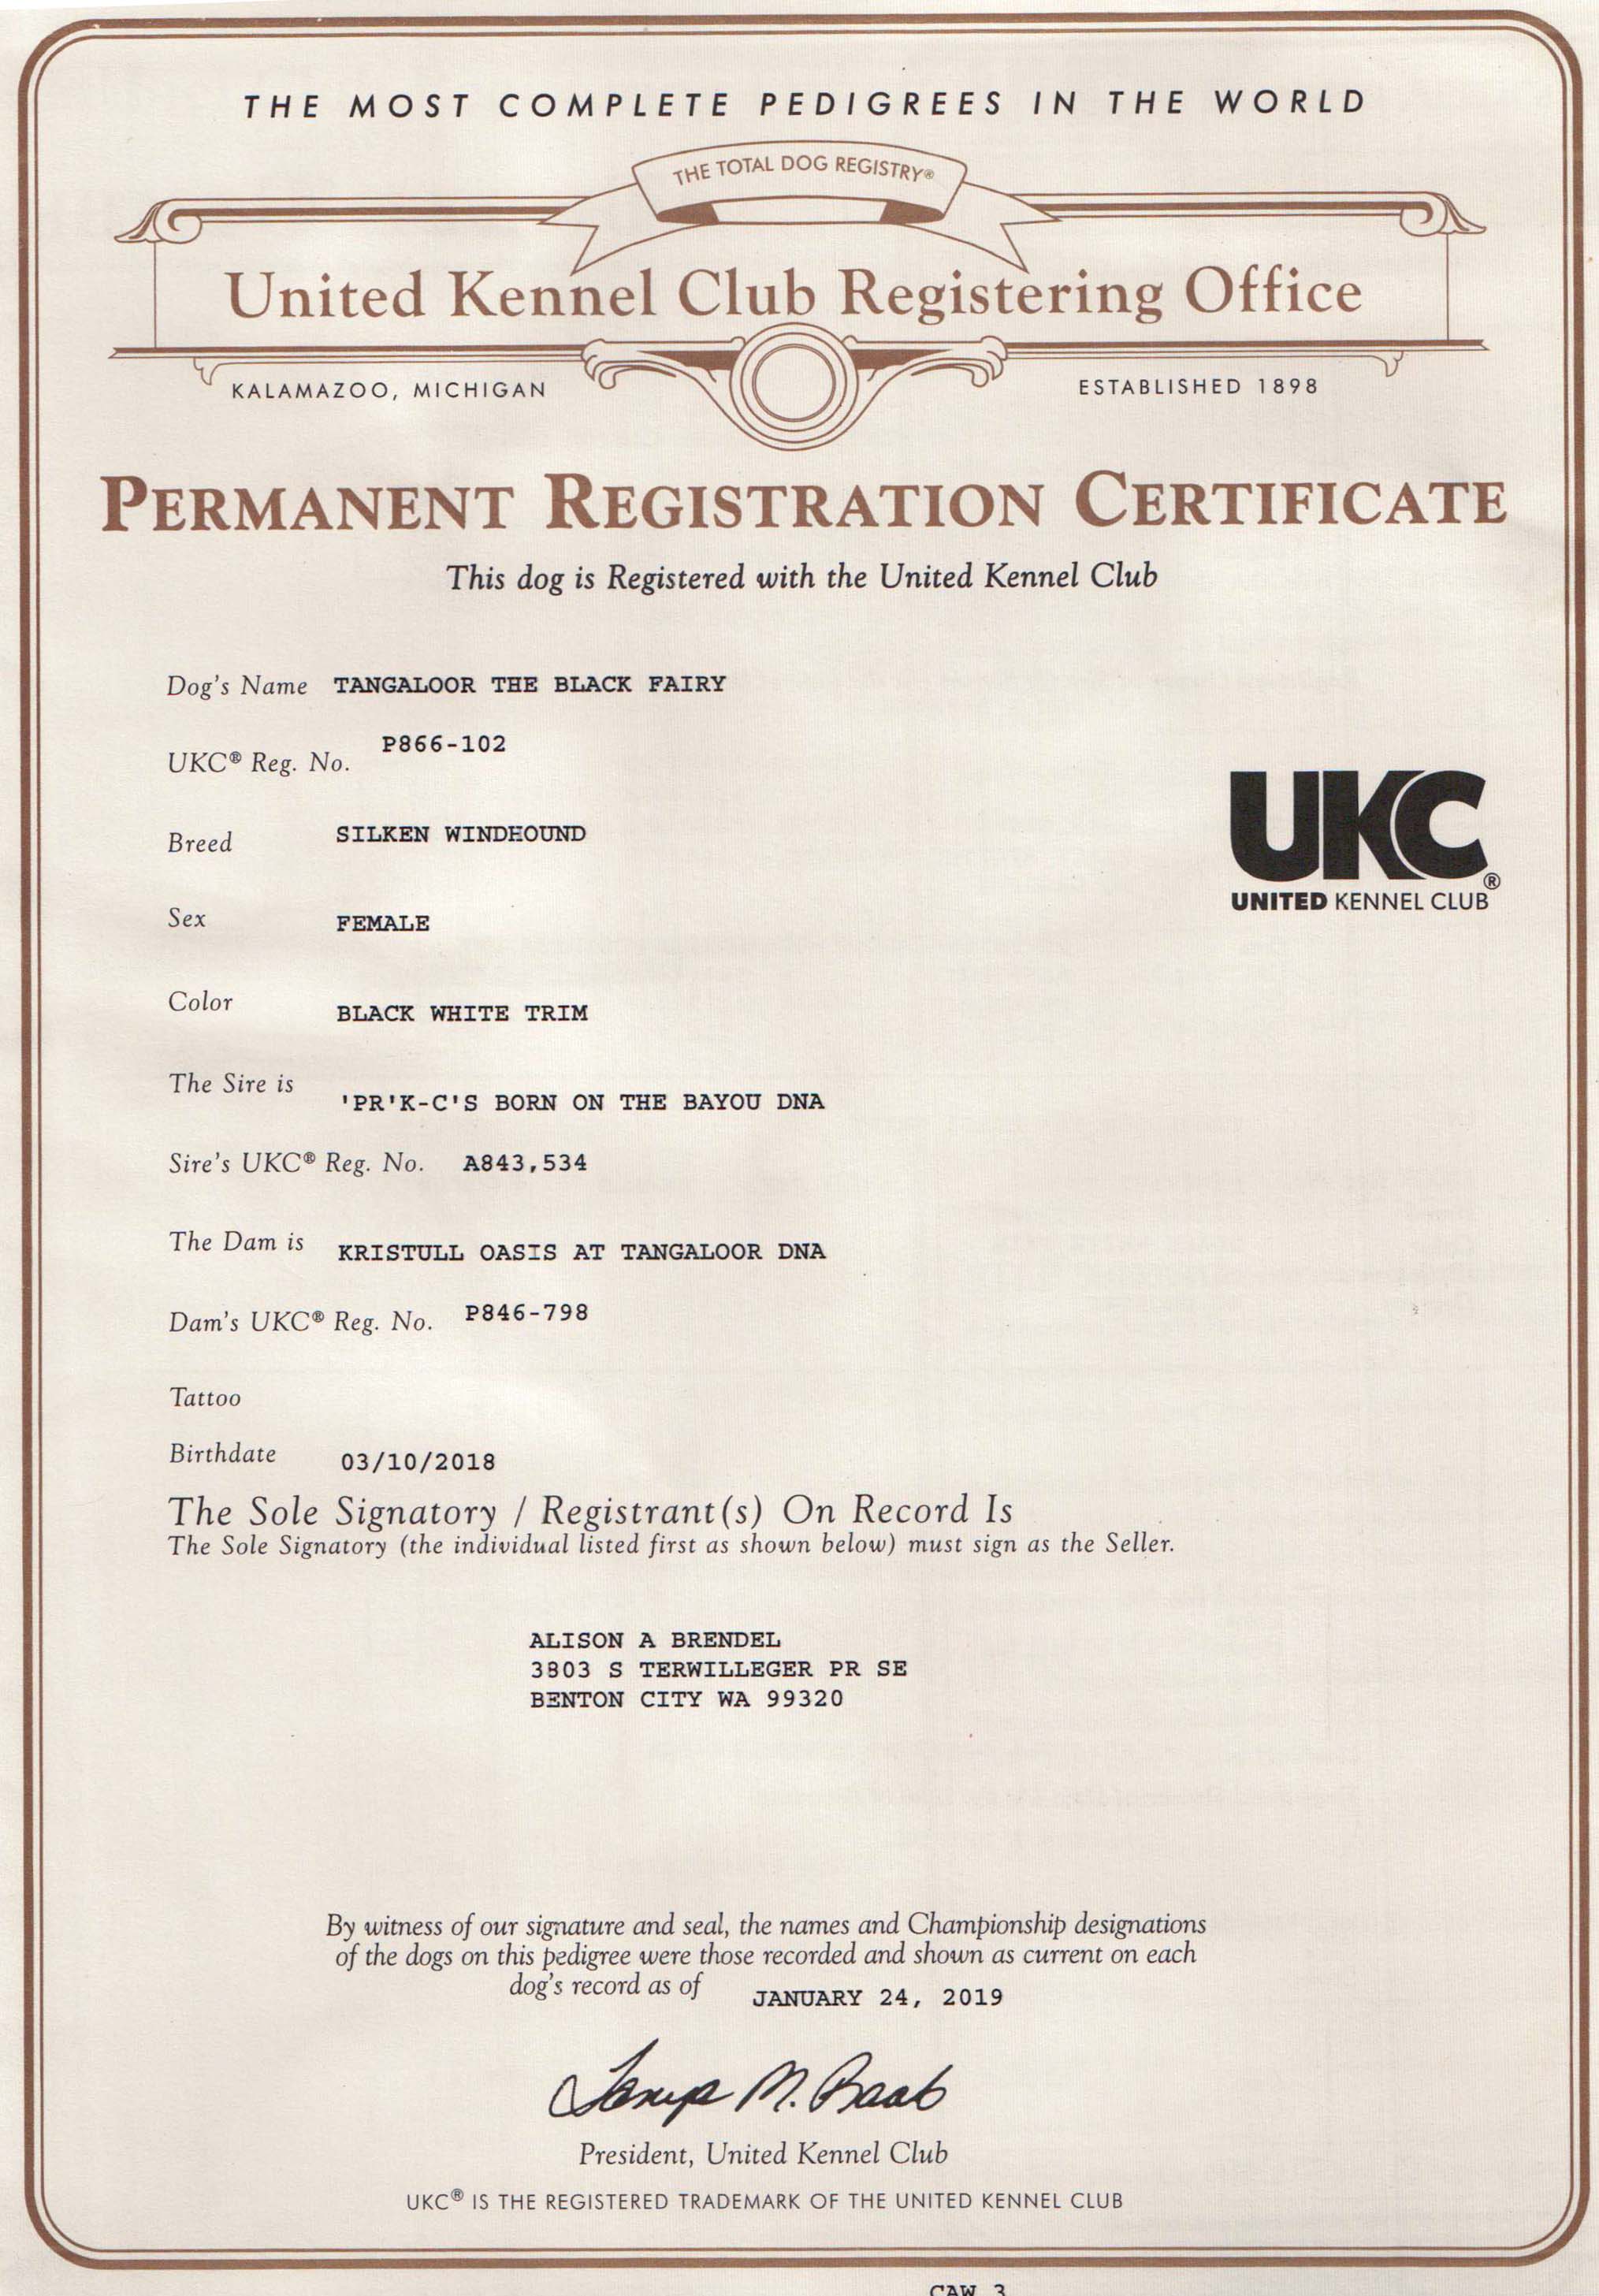 THE MOST COMPLETE PEDIGREES IN THE WORLD
THE TOTAL DOG REGISTRY®
United Kennel Club Registering Office
KALAMAZOO, MICHIGAN ESTABLISHED 1898
PERMANENT REGISTRATION CERTIFICATE
This dog is Registered with the United Kennel Club
Dog's Name TANGALOOR THE BLACK FAIRY
UKC® Reg. No. P866-102
UKC®
UNITED KENNEL CLUB
Breed SILKEN WINDHOUND
Sex FEMALE
Color BLACK WHITE TRIM
The Sire is 'PR'K-C'S BORN ON THE BAYOU DNA
Sire's UKC® Reg. No. A843,534
The Dam is KRISTULL OASIS AT TANGALOOR DNA
Dam's UKC® Reg. No. P846-798
Tattoo
Birthdate 03/10/2018
The Sole Signatory / Registrant(s) On Record Is
The Sole Signatory (the individual listed first as shown below) must sign as the Seller.
ALISON A BRENDEL
3803 S TERWILLEGER PR SE
BENTON CITY WA 99320
By witness of our signature and seal, the names and Championship designations
of the dogs on this pedigree were those recorded and shown as current on each
dog's record as of JANUARY 24, 2019
Tanya M. Raab
President, United Kennel Club
UKC® IS THE REGISTERED TRADEMARK OF THE UNITED KENNEL CLUB
CAW 3